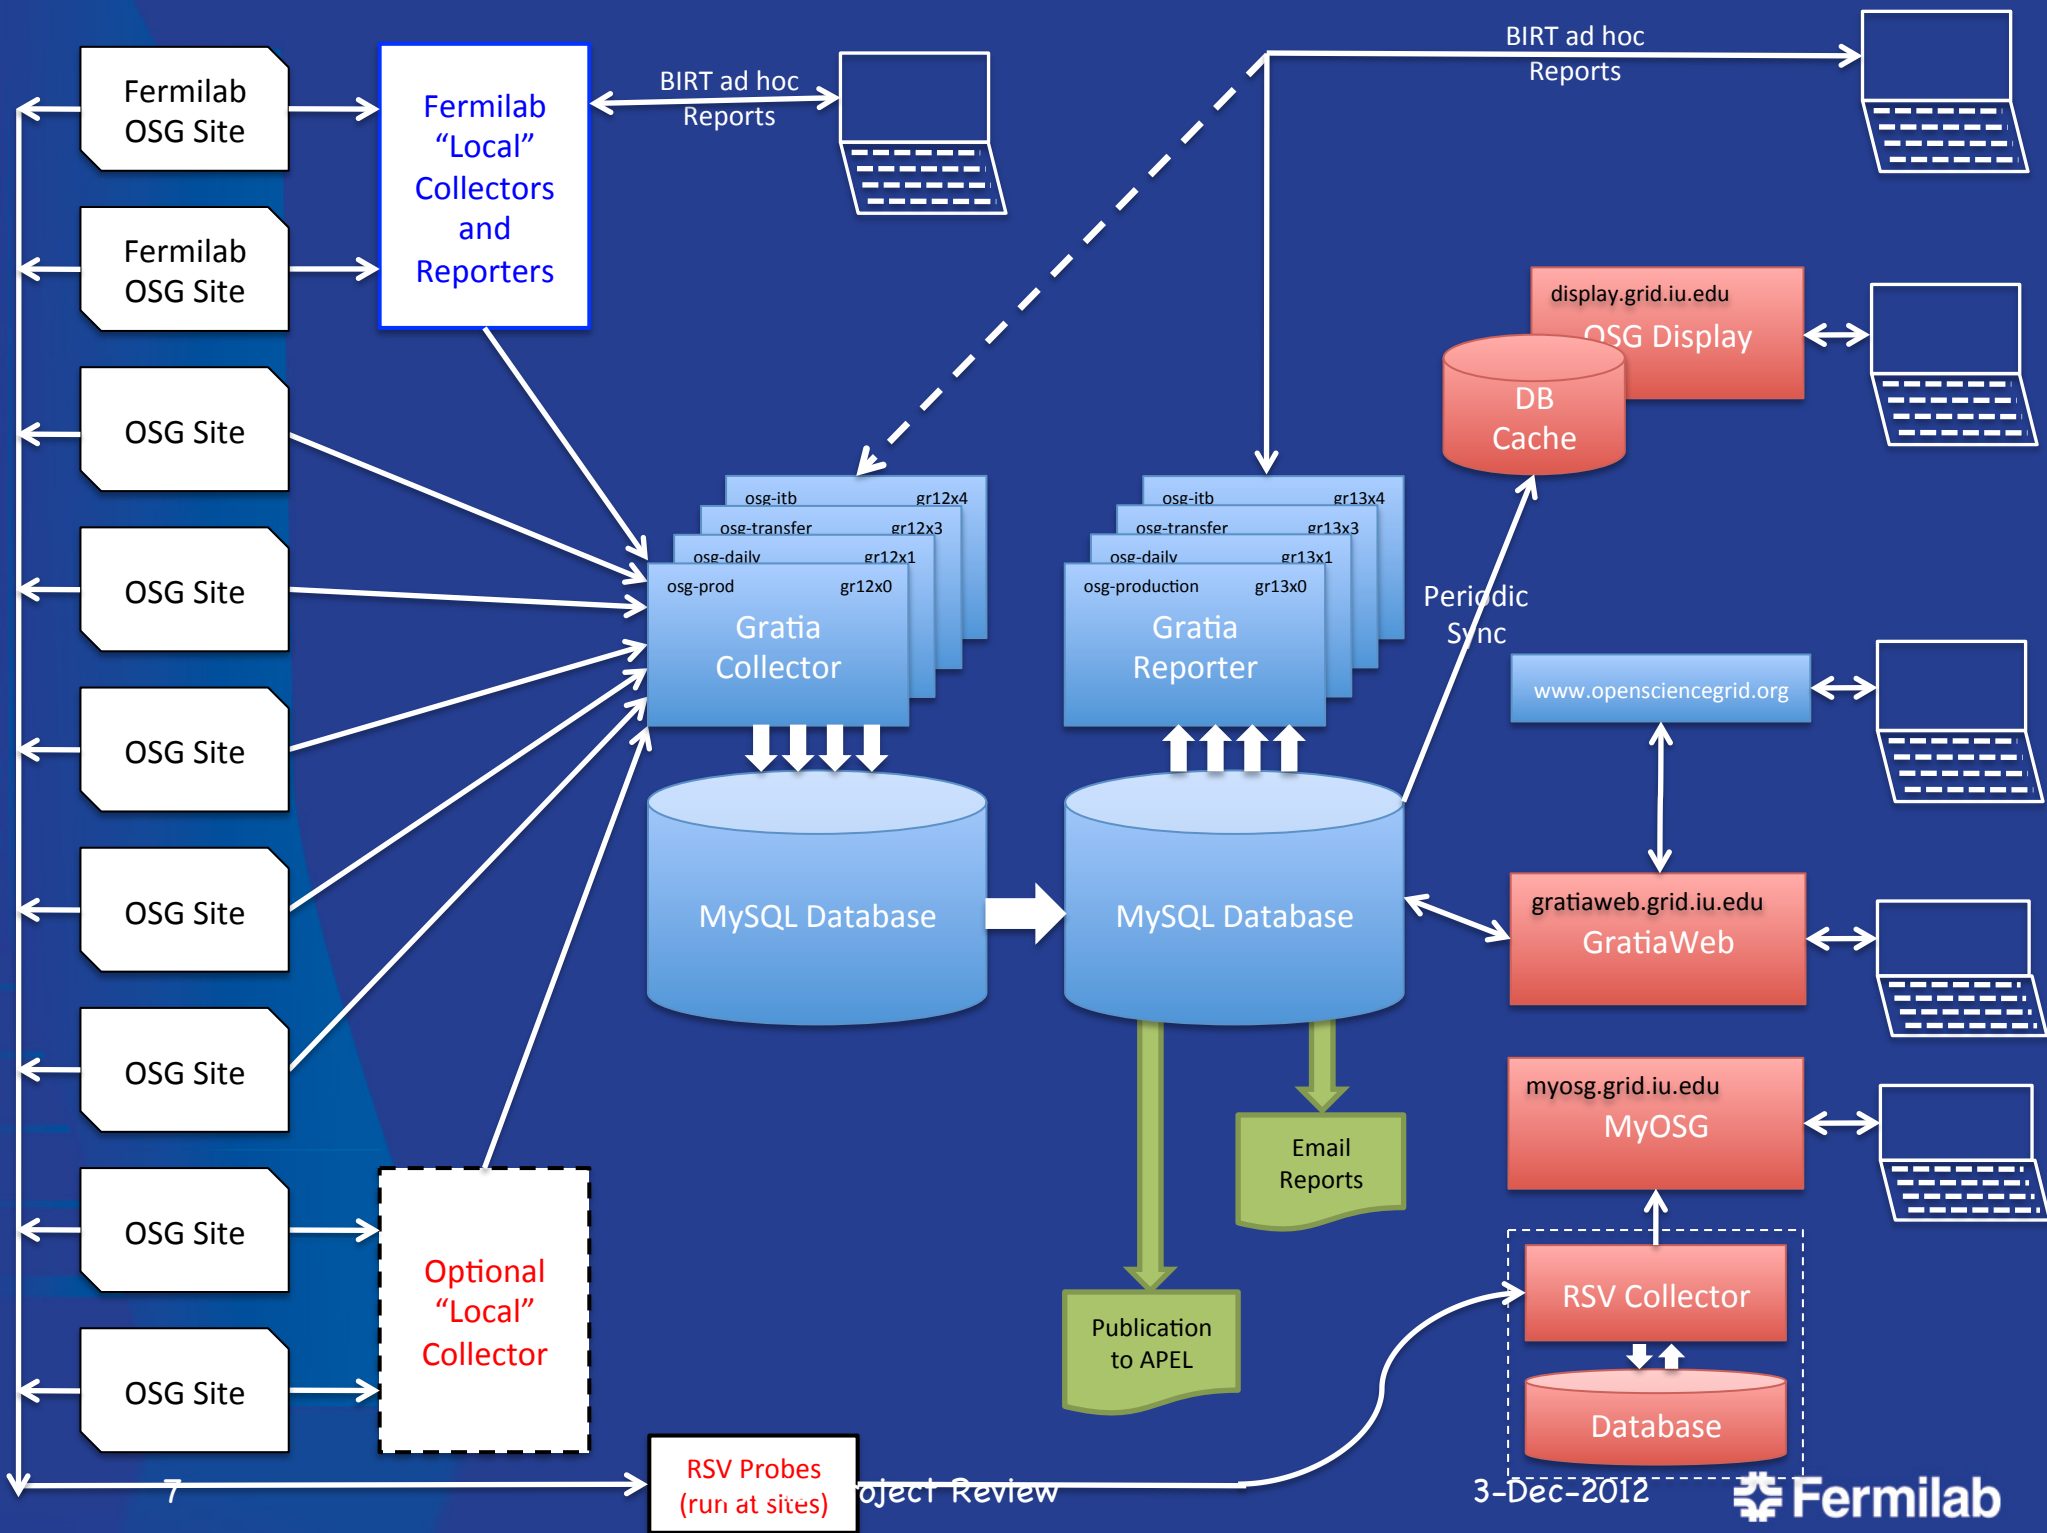 Fermilab
OSG Site
Fermilab
OSG Site
OSG Site
OSG Site
OSG Site
OSG Site
OSG Site
OSG Site
OSG Site
Fermilab
“Local”
Collectors
and
Reporters
BIRT ad hoc
Reports
BIRT ad hoc
Reports
osg-itb gr12x4
osg-transfer gr12x3
osg-daily gr12x1
osg-prod gr12x0
Gratia
Collector
MySQL Database
osg-itb gr13x4
osg-transfer gr13x3
osg-daily gr13x1
osg-production gr13x0
Gratia
Reporter
MySQL Database
display.grid.iu.edu
OSG Display
DB
Cache
Periodic
Sync
www.opensciencegrid.org
gratiaweb.grid.iu.edu
GratiaWeb
myosg.grid.iu.edu
MyOSG
RSV Collector
Database
Email
Reports
Publication
to APEL
Optional
“Local”
Collector
RSV Probes
(run at sites)
7
Review
3-Dec-2012
Fermilab